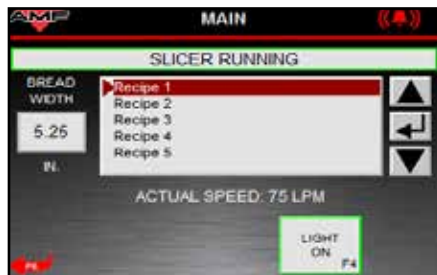 AMF
MAIN
SLICER RUNNING
BREAD
WIDTH
5.25
IN.
Recipe 1
Recipe 2
Recipe 3
Recipe 4
Recipe 5
ACTUAL SPEED: 75 LPM
LIGHT
ON
F4